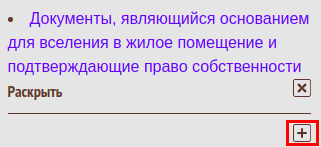 • Документы, являющийся основанием
для вселения в жилое помещение и
подтверждающие право собственности
Раскрыть